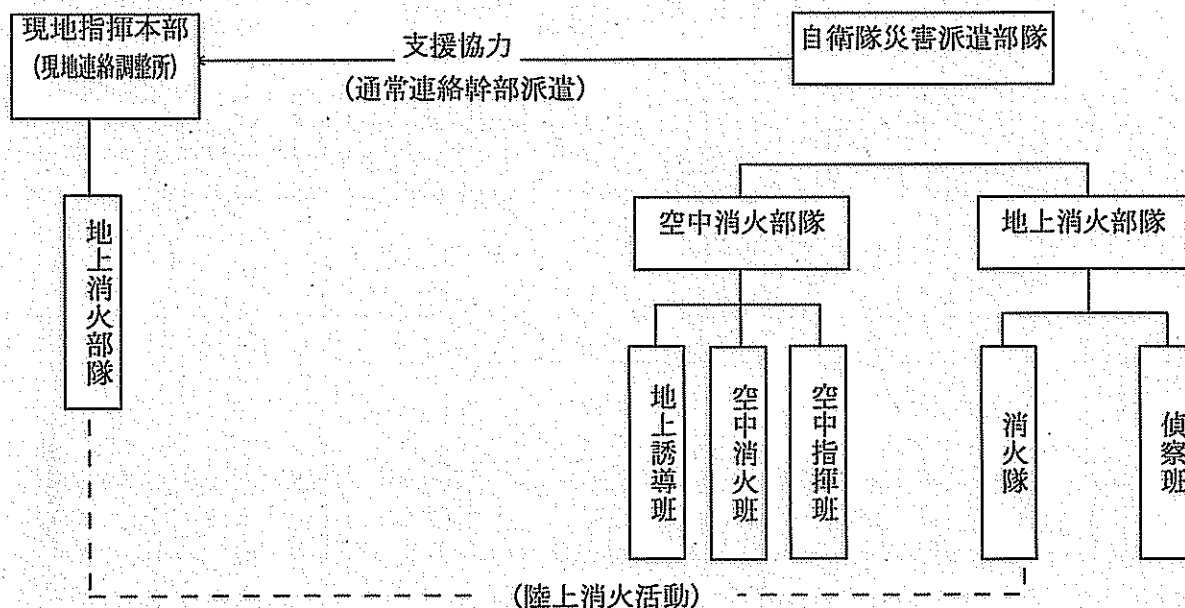 現地指揮本部
(現地連絡調整所)
支援協力
(通常連絡幹部派遣)
自衛隊災害派遣部隊
地上消火部隊
空中消火部隊
地上消火部隊
地上誘導班
空中消火班
空中指揮班
消火隊
偵察班
(陸上消火活動)